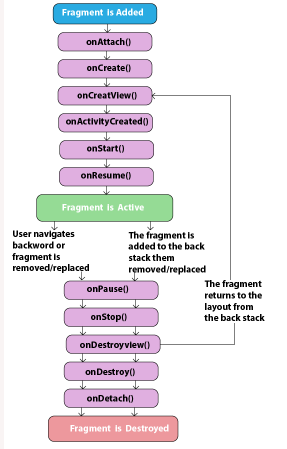 Fragment is Added
onAttach()
onCreate()
onCreatView()
onActivityCreated()
onStart()
onResume()
Fragment is Active
User navigates
backword or
fragment is
removed/replaced
The fragment is
added to the back
stack them
removed/replaced
The fragment
returns to the
layout from
the back stack
onPause()
onStop()
onDestroyview()
onDestroy()
onDetach()
Fragment is Destroyed